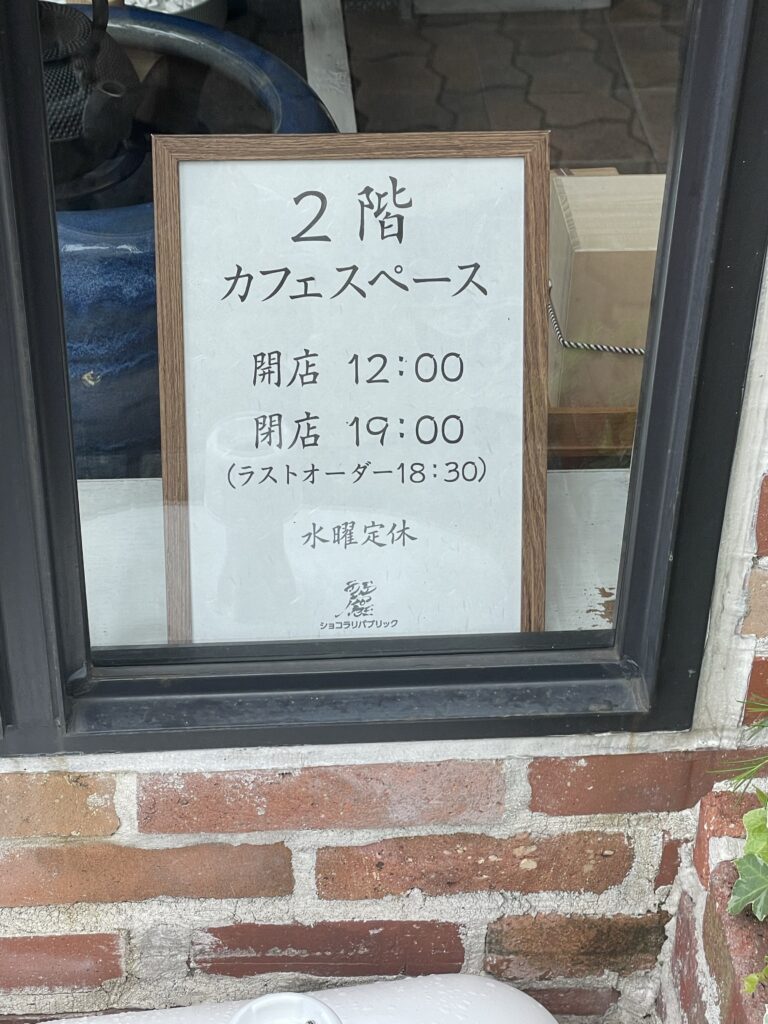 2階
カフェスペース
開店 12:00
閉店 19:00
(ラストオーダー18:30)
水曜定休
ショコラリパブリック